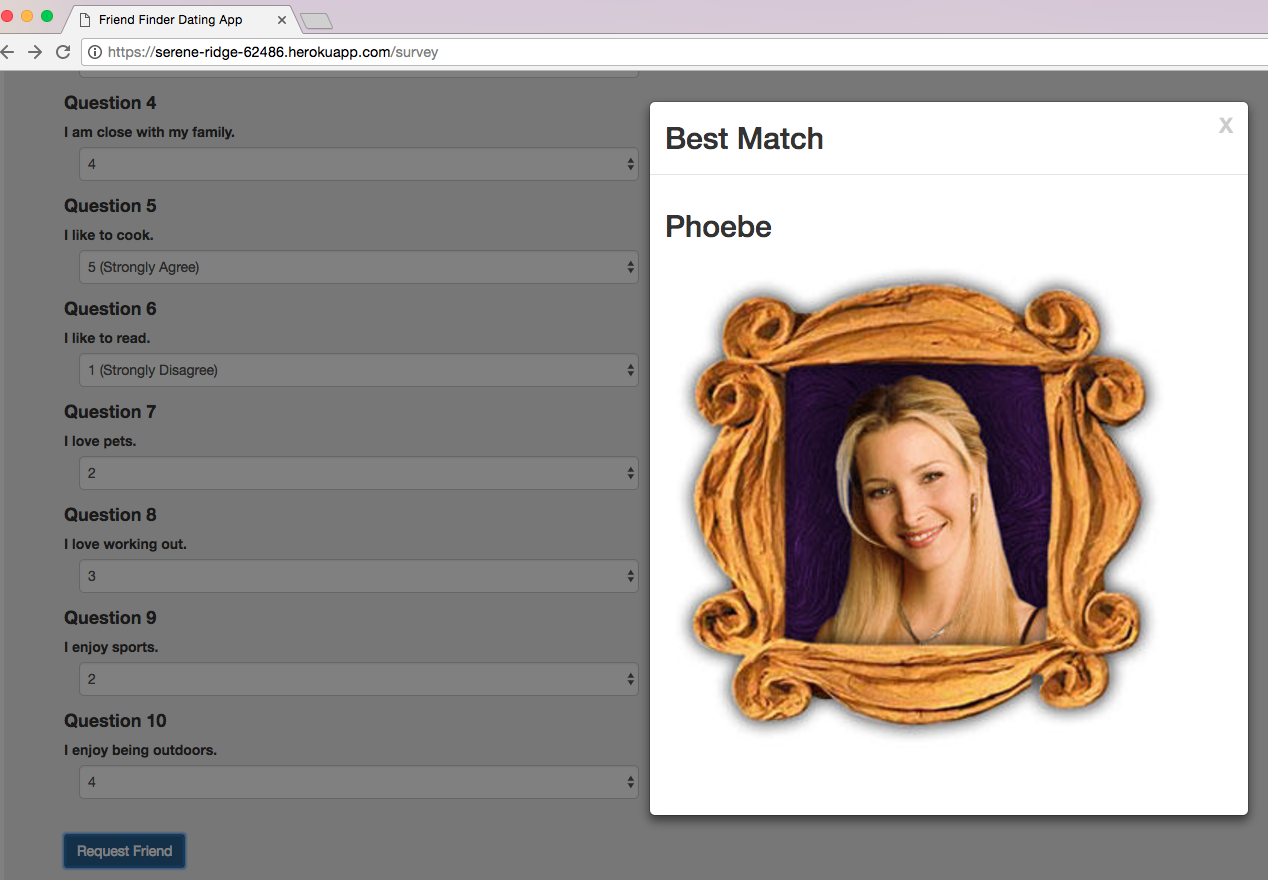 Friend Finder Dating App
https://serene-ridge-62486.herokuapp.com/survey
Question 4
I am close with my family.
4
Question 5
I like to cook.
5 (Strongly Agree)
Question 6
I like to read.
1 (Strongly Disagree)
Question 7
I love pets.
2
Question 8
I love working out.
3
Question 9
I enjoy sports.
2
Question 10
I enjoy being outdoors.
4
Request Friend
Best Match
x
Phoebe